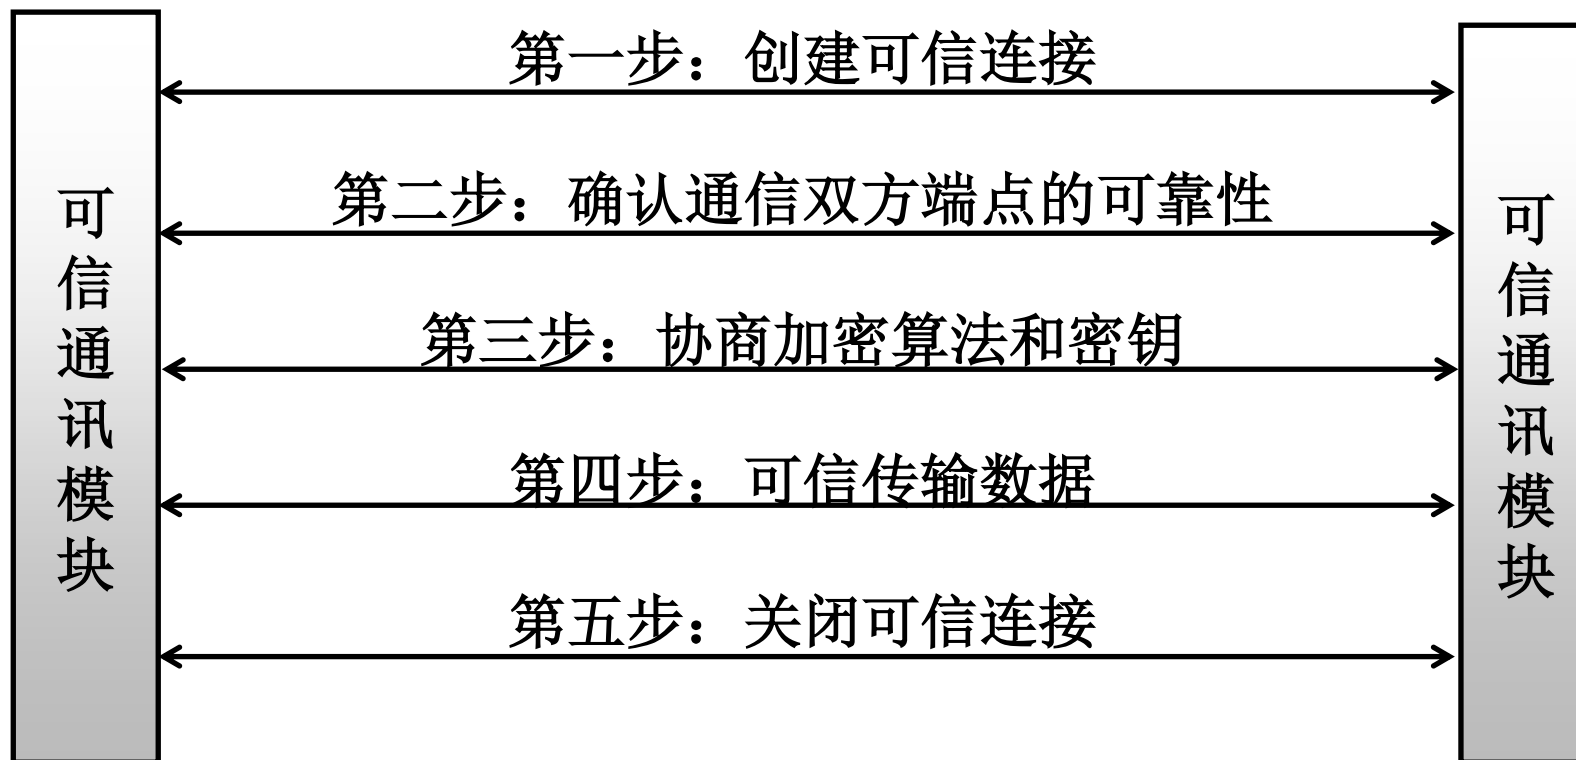 第一步：创建可信连接
第二步：确认通信双方端点的可靠性
第三步：协商加密算法和密钥
第四步：可信传输数据
第五步：关闭可信连接
可信通讯模块
可信通讯模块